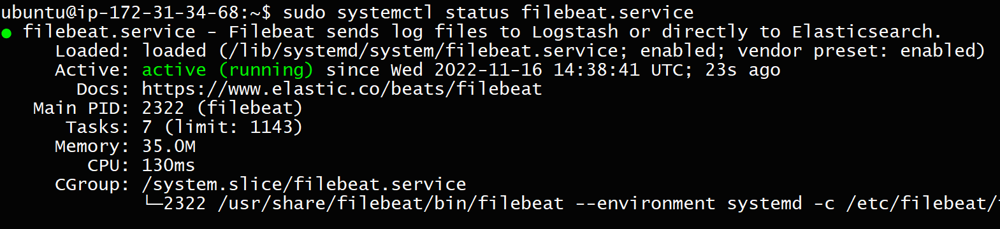 ubuntu@ip-172-31-34-68:~$ sudo systemctl status filebeat.service
● filebeat.service - Filebeat sends log files to Logstash or directly to Elasticsearch.
Loaded: loaded (/lib/systemd/system/filebeat.service; enabled; vendor preset: enabled)
Active: active (running) since Wed 2022-11-16 14:38:41 UTC; 23s ago
Docs: https://www.elastic.co/beats/filebeat
Main PID: 2322 (filebeat)
Tasks: 7 (limit: 1143)
Memory: 35.0M
CPU: 130ms
CGroup: /system.slice/filebeat.service
└─2322 /usr/share/filebeat/bin/filebeat --environment systemd -c /etc/filebeat/